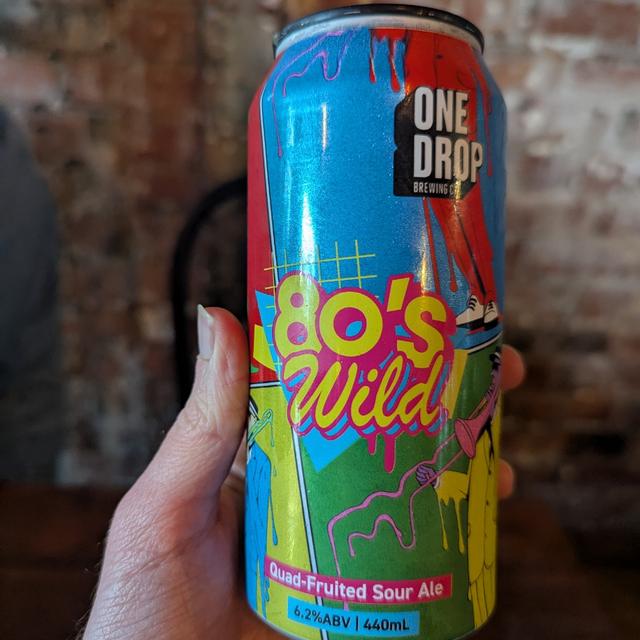 ONE
DROP
BREWING C
80's
Wild
Quad-Fruited Sour Ale
6.2%ABV | 440mL